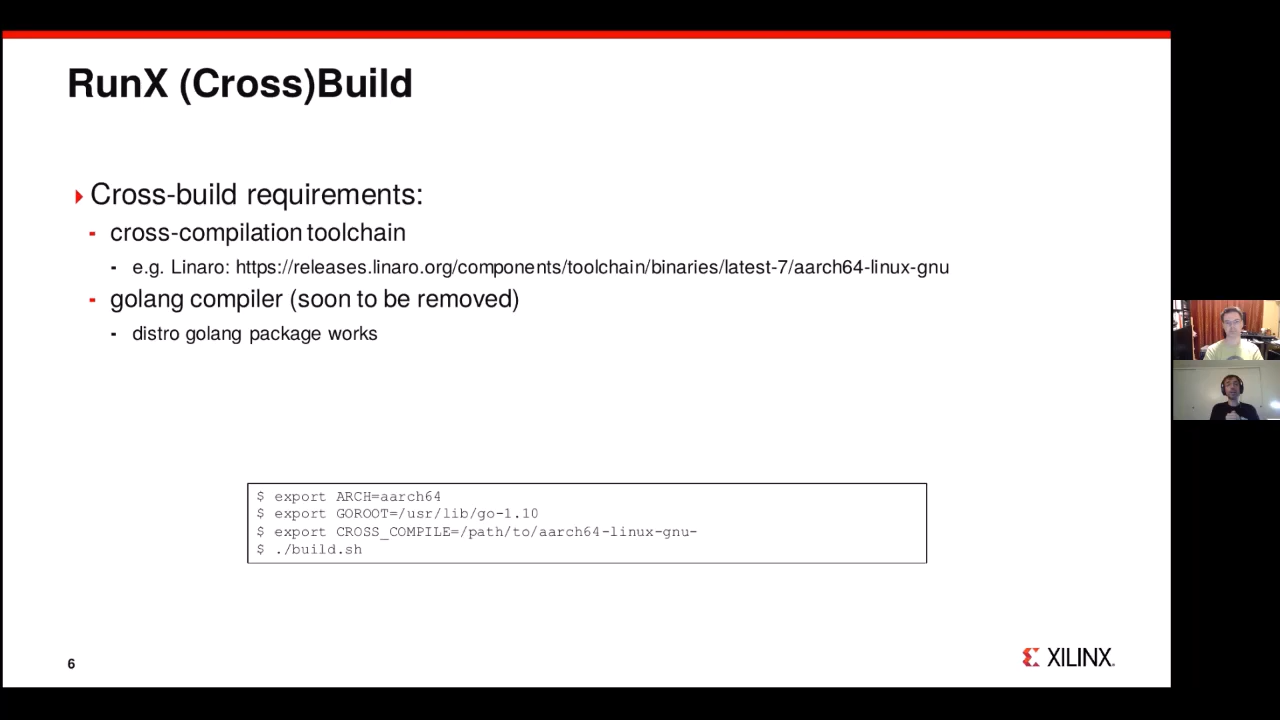 RunX (Cross)Build
Cross-build requirements:
- cross-compilation toolchain
- e.g. Linaro: https://releases.linaro.org/components/toolchain/binaries/latest-7/aarch64-linux-gnu
- golang compiler (soon to be removed)
- distro golang package works
$ export ARCH=aarch64
$ export GOROOT=/usr/lib/go-1.10
$ export CROSS_COMPILE=/path/to/aarch64-linux-gnu-
$ ./build.sh
6
XILINX.